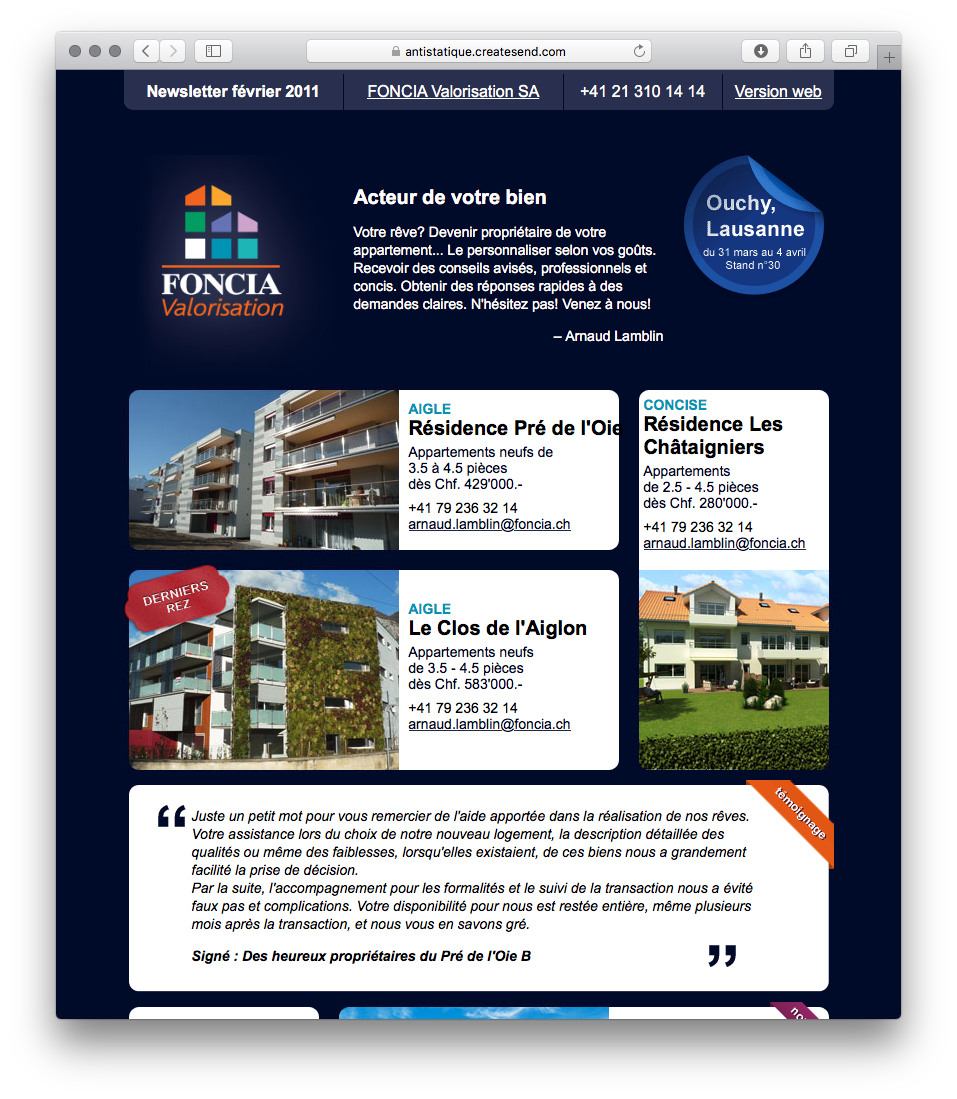 antistatique.createsend.com
Newsletter février 2011
FONCIA Valorisation SA
+41 21 310 14 14
Version web
FONCIA
Valorisation
Acteur de votre bien
Votre rêve? Devenir propriétaire de votre
appartement... Le personnaliser selon vos goûts.
Recevoir des conseils avisés, professionnels et
concis. Obtenir des réponses rapides à des
demandes claires. N'hésitez pas! Venez à nous!
– Arnaud Lamblin
Ouchy,
Lausanne
du 31 mars au 4 avril
Stand n°30
AIGLE
Résidence Pré de l'Oie
Appartements neufs de
3.5 à 4.5 pièces
dès Chf. 429'000.-
+41 79 236 32 14
arnaud.lamblin@foncia.ch
CONCISE
Résidence Les
Châtaigniers
Appartements
de 2.5 - 4.5 pièces
dès Chf. 280'000.-
+41 79 236 32 14
arnaud.lamblin@foncia.ch
DERNIERS
REZ
AIGLE
Le Clos de l'Aiglon
Appartements neufs
de 3.5 - 4.5 pièces
dès Chf. 583'000.-
+41 79 236 32 14
arnaud.lamblin@foncia.ch
témoignage
“ Juste un petit mot pour vous remercier de l'aide apportée dans la réalisation de nos rêves.
Votre assistance lors du choix de notre nouveau logement, la description détaillée des
qualités ou même des faiblesses, lorsqu'elles existaient, de ces biens nous a grandement
facilité la prise de décision.
Par la suite, l'accompagnement pour les formalités et le suivi de la transaction nous a évité
faux pas et complications. Votre disponibilité pour nous est restée entière, même plusieurs
mois après la transaction, et nous vous en savons gré.
Signé : Des heureux propriétaires du Pré de l'Oie B ”